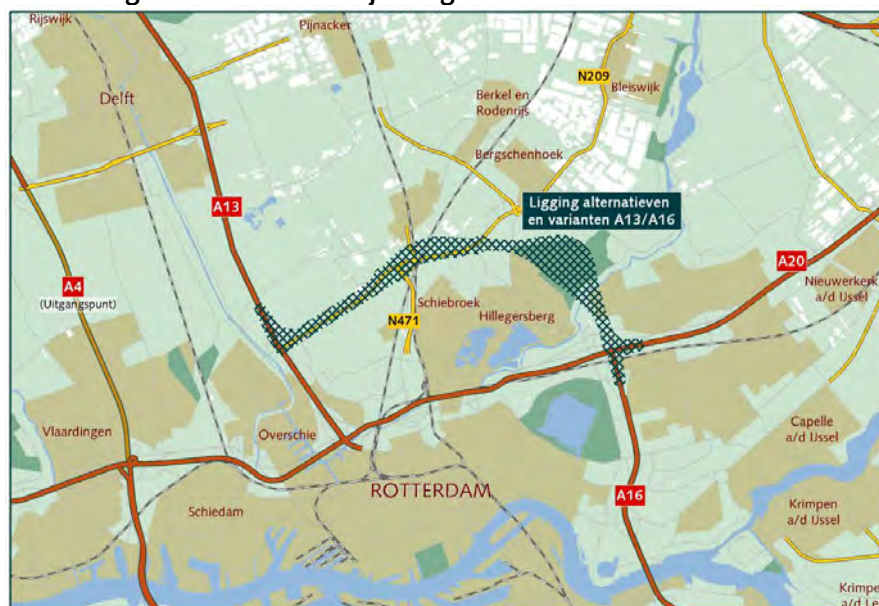 Rijswijk
Pijnacker
Delft
N209
Bleiswijk
Berkel en
Rodenrijs
Bergschenhoek
A13
Ligging alternatieven
en varianten A13/A16
A20
A4
(Uitgangspunt)
Nieuwerkerk
a/d IJssel
Schiebroek
Hillegersberg
N471
Vlaardingen
Overschie
Capelle
a/d IJssel
ROTTERDAM
A16
Schiedam
Krimpen
a/d IJssel